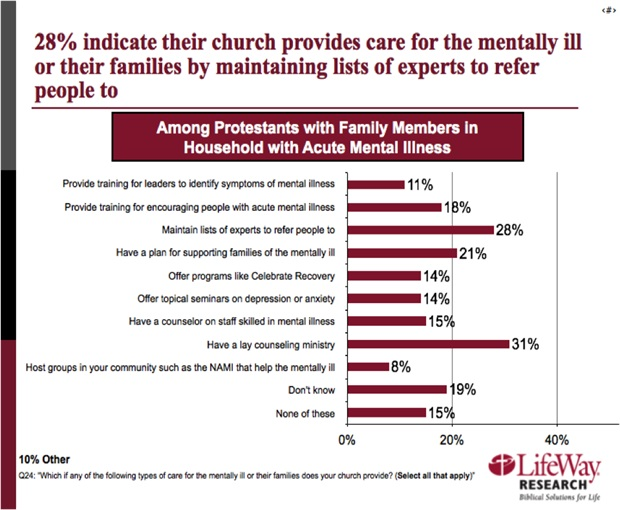 <#>
28% indicate their church provides care for the mentally ill
or their families by maintaining lists of experts to refer
people to
Among Protestants with Family Members in
Household with Acute Mental Illness
Provide training for leaders to identify symptoms of mental illness 11%
Provide training for encouraging people with acute mental illness 18%
Maintain lists of experts to refer people to 28%
Have a plan for supporting families of the mentally ill 21%
Offer programs like Celebrate Recovery 14%
Offer topical seminars on depression or anxiety 14%
Have a counselor on staff skilled in mental illness 15%
Have a lay counseling ministry 31%
Host groups in your community such as the NAMI that help the mentally ill 8%
Don't know 19%
None of these 15%
0% 20% 40%
10% Other
Q24: "Which if any of the following types of care for the mentally ill or their families does your church provide? (Select all that apply)"
LifeWay
RESEARCH
Biblical Solutions for Life